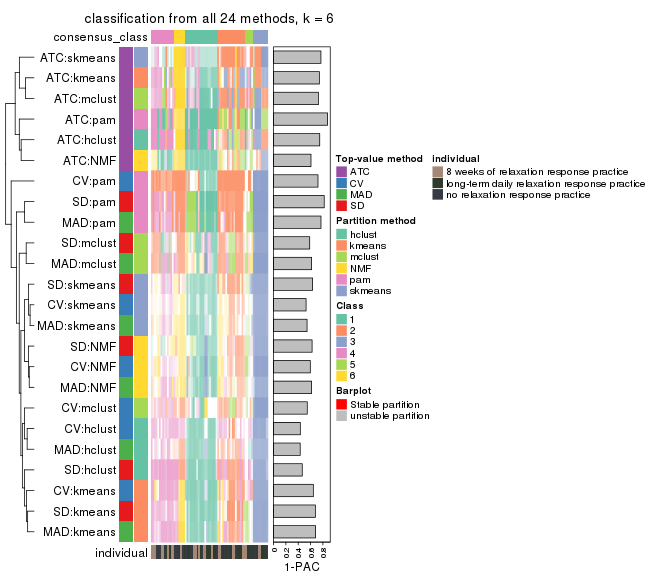 classification from all 24 methods, k = 6
consensus_class
ATC:skmeans
ATC:kmeans
ATC:mclust
ATC:pam
ATC:hclust
ATC:NMF
CV:pam
SD:pam
MAD:pam
SD:mclust
MAD:mclust
SD:skmeans
CV:skmeans
MAD:skmeans
SD:NMF
CV:NMF
MAD:NMF
CV:mclust
CV:hclust
MAD:hclust
SD:hclust
CV:kmeans
SD:kmeans
MAD:kmeans
individual
0
0.2
0.4
0.6
0.8
1-PAC
Top-value method
ATC
CV
MAD
SD
Partition method
hclust
kmeans
mclust
NMF
pam
skmeans
Class
1
2
3
4
5
6
Barplot
Stable partition
unstable partition
individual
8 weeks of relaxation response practice
long-term daily relaxation response practice
no relaxation response practice